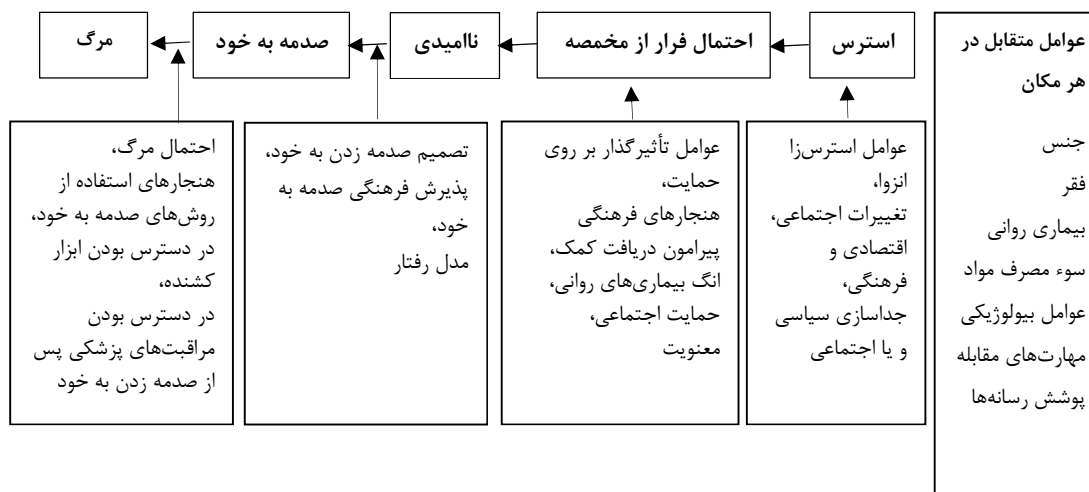 عوامل متقابل در
هر مکان
جنس
فقر
بیماری روانی
سوء مصرف مواد
عوامل بیولوژیکی
مهارت‌های مقابله
پوشش رسانه‌ها
استرس
احتمال فرار از مخمصه
ناامیدی
صدمه به خود
مرگ
عوامل استرس‌زا
انزوا،
تغییرات اجتماعی،
اقتصادی و
فرهنگی،
جداسازی سیاسی
و یا اجتماعی
عوامل تأثیرگذار بر روی
حمایت،
هنجارهای فرهنگی
پیرامون دریافت کمک،
انگ بیماری‌های روانی،
حمایت اجتماعی،
معنویت
تصمیم صدمه زدن به خود،
پذیرش فرهنگی صدمه به
خود،
مدل رفتار
احتمال مرگ،
هنجارهای استفاده از
روش‌های صدمه به خود،
در دسترس بودن ابزار
کشنده،
در دسترس بودن
مراقبت‌های پزشکی پس
از صدمه زدن به خود